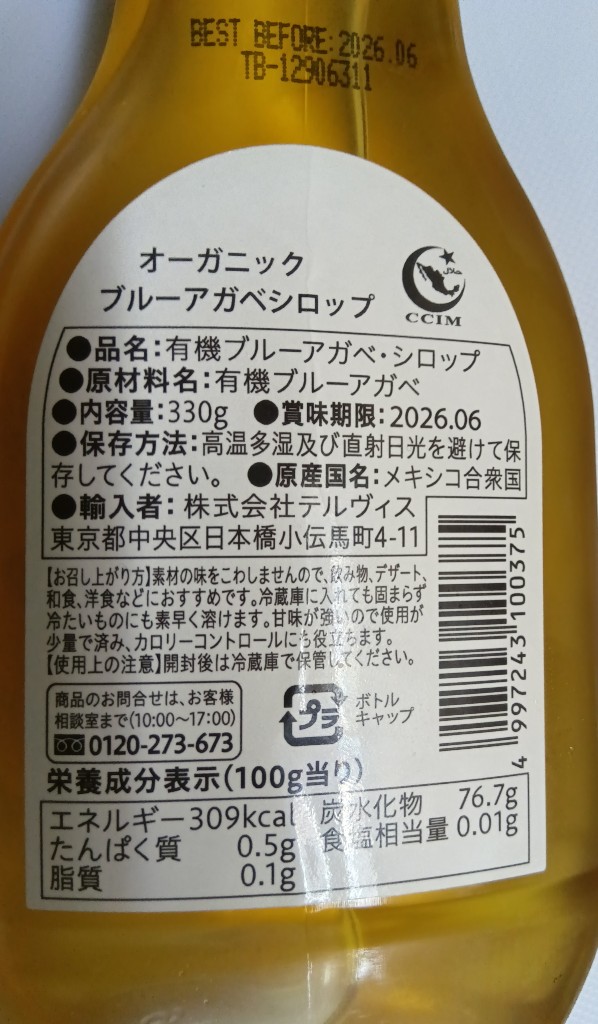 BEST BEFORE:2026.06
TB-12906311
オーガニック
ブルーアガベシロップ
CCIM
●品名：有機ブルーアガベ・シロップ
●原材料名：有機ブルーアガベ
●内容量：330g ●賞味期限：2026.06
●保存方法：高温多湿及び直射日光を避けて保
存してください。 ●原産国名：メキシコ合衆国
●輸入者：株式会社テルヴィス
東京都中央区日本橋小伝馬町4-11
【お召し上がり方】素材の味をこわしませんので、飲み物、デザート、
和食、洋食などにおすすめです。冷蔵庫に入れても固まらず
冷たいものにも素早く溶けます。甘味が強いので使用が
少量で済み、カロリーコントロールにも役立ちます。
【使用上の注意】開封後は冷蔵庫で保管してください。
商品のお問合せは、お客様
相談室まで(10:00～17:00)
0120-273-673
プラ
ボトル
キャップ
4 997243 100375
栄養成分表示(100g当り)
エネルギー309kcal 炭水化物 76.7g
たんぱく質 0.5g 食塩相当量 0.01g
脂質 0.1g